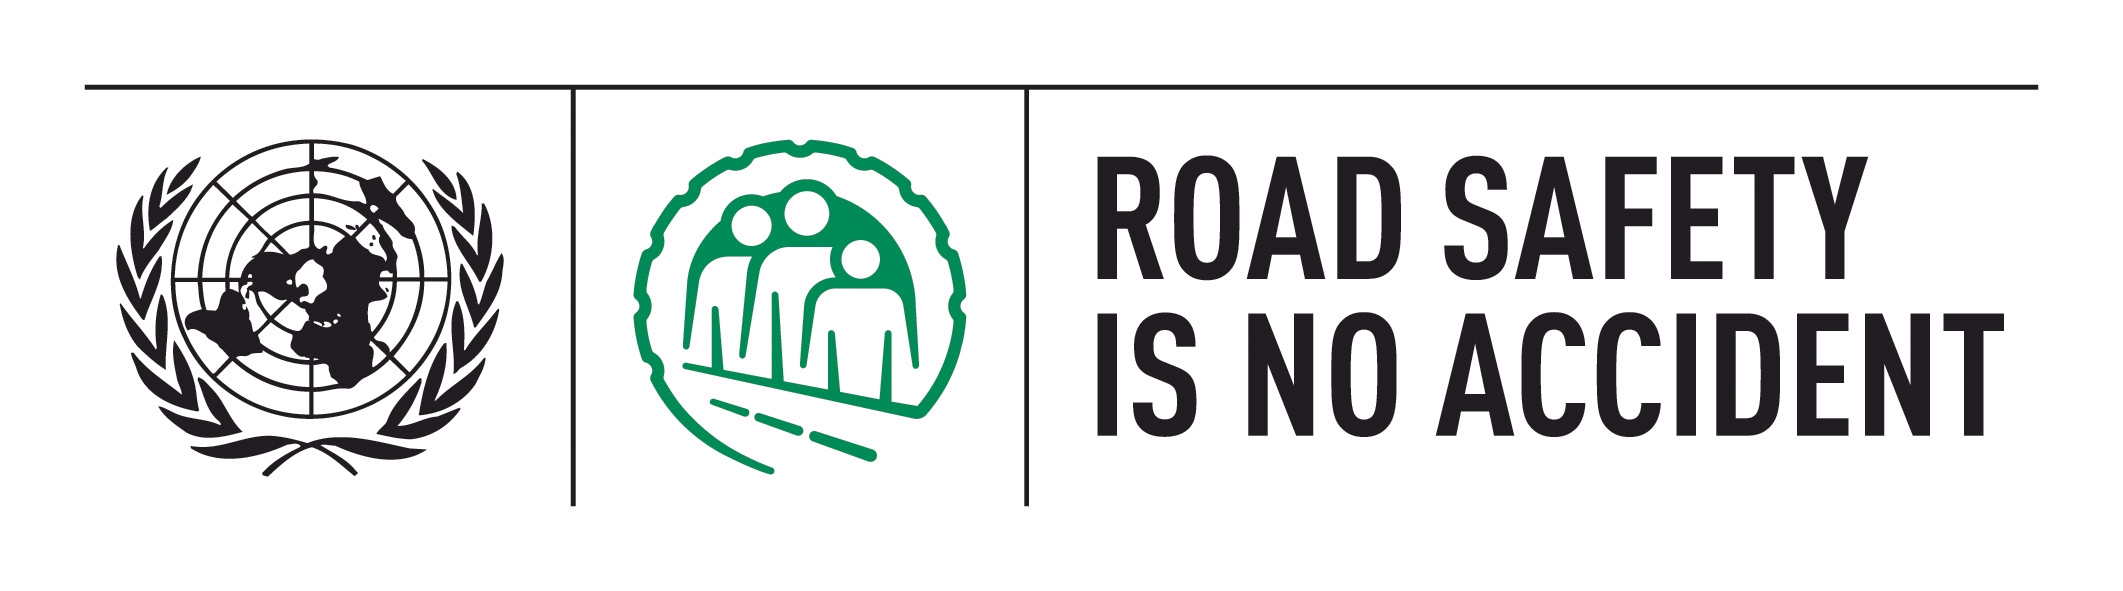 ROAD SAFETY
IS NO ACCIDENT